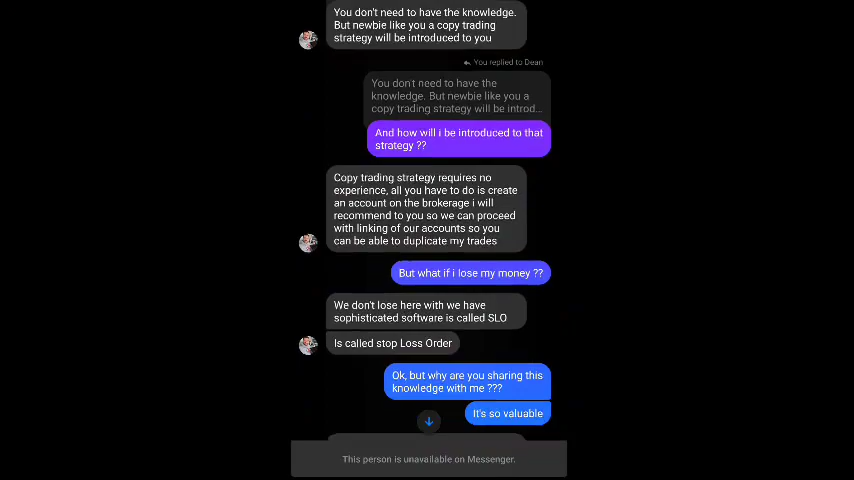 You don't need to have the knowledge.
But newbie like you a copy trading
strategy will be introduced to you
You replied to Dean
You don't need to have the
knowledge. But newbie like you a
copy trading strategy will be introd...
And how will i be introduced to that
strategy ??
Copy trading strategy requires no
experience, all you have to do is create
an account on the brokerage i will
recommend to you so we can proceed
with linking of our accounts so you
can be able to duplicate my trades
But what if i lose my money ??
We don't lose here with we have
sophisticated software is called SLO
Is called stop Loss Order
Ok, but why are you sharing this
knowledge with me ???
It's so valuable
This person is unavailable on Messenger.